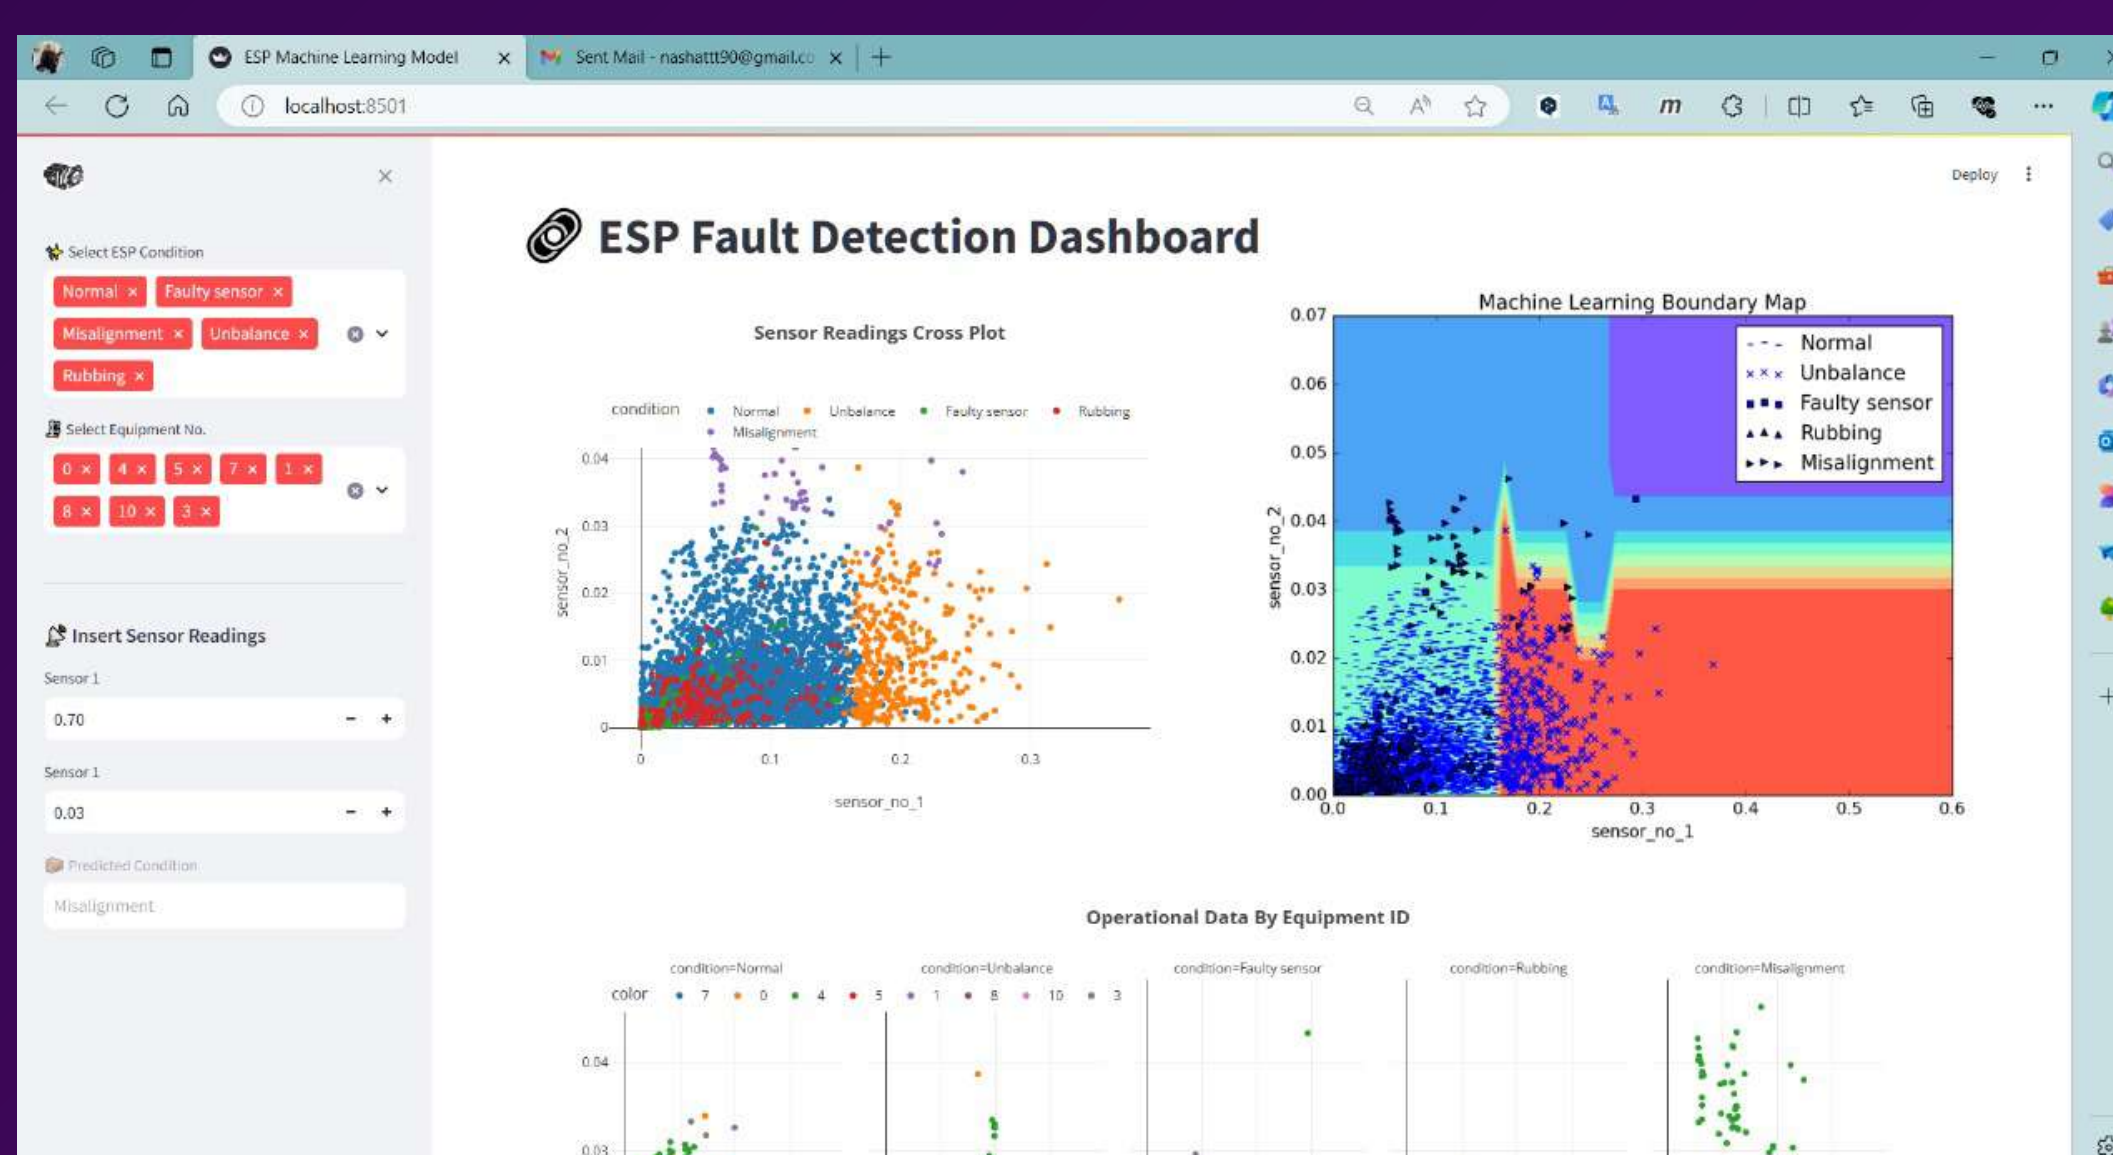 ESP Machine Learning Model
Sent Mail - nashattt90@gmail.co
localhost:8501
Deploy
Select ESP Condition
Normal × Faulty sensor ×
Misalignment × Unbalance ×
Rubbing ×
Select Equipment No.
0 × 4 × 5 × 7 × 1 ×
8 × 10 × 3 ×
Insert Sensor Readings
Sensor 1
0.70
Sensor 1
0.03
Predicted Condition
Misalignment
ESP Fault Detection Dashboard
Sensor Readings Cross Plot
condition Normal Unbalance Faulty sensor Rubbing
Misalignment
0.04
0.03
0.02
0.01
0
sensor_no_2
0 0.1 0.2 0.3
sensor_no_1
Machine Learning Boundary Map
Normal
Unbalance
Faulty sensor
Rubbing
Misalignment
0.07
0.06
0.05
0.04
0.03
0.02
0.01
0.00
sensor_no_2
0.0 0.1 0.2 0.3 0.4 0.5 0.6
sensor_no_1
Operational Data By Equipment ID
condition=Normal condition=Unbalance condition=Faulty sensor condition=Rubbing condition=Misalignment
color 7 0 4 5 1 8 10 3
0.04
0.03